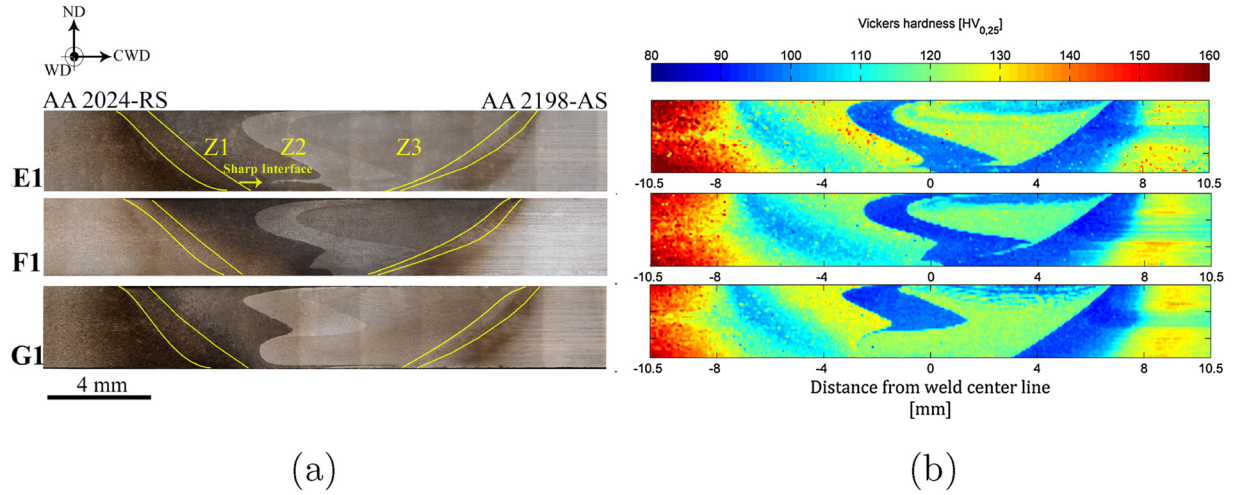 ND
CWD
WD
AA 2024-RS
AA 2198-AS
Z1
Z2
Z3
Sharp Interface
E1
F1
G1
4 mm
(a)
Vickers hardness [HV0,25]
80 90 100 110 120 130 140 150 160
-10.5 -8 -4 0 4 8 10.5
-10.5 -8 -4 0 4 8 10.5
-10.5 -8 -4 0 4 8 10.5
Distance from weld center line
[mm]
(b)